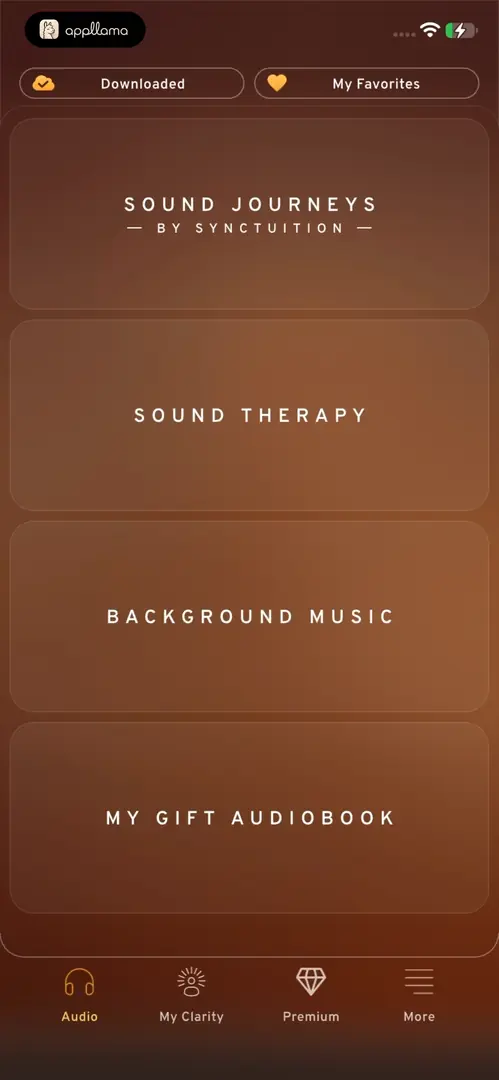 appllama
Downloaded
My Favorites
SOUND JOURNEYS
— BY SYNCTUITION —
SOUND THERAPY
BACKGROUND MUSIC
MY GIFT AUDIOBOOK
Audio
My Clarity
Premium
More